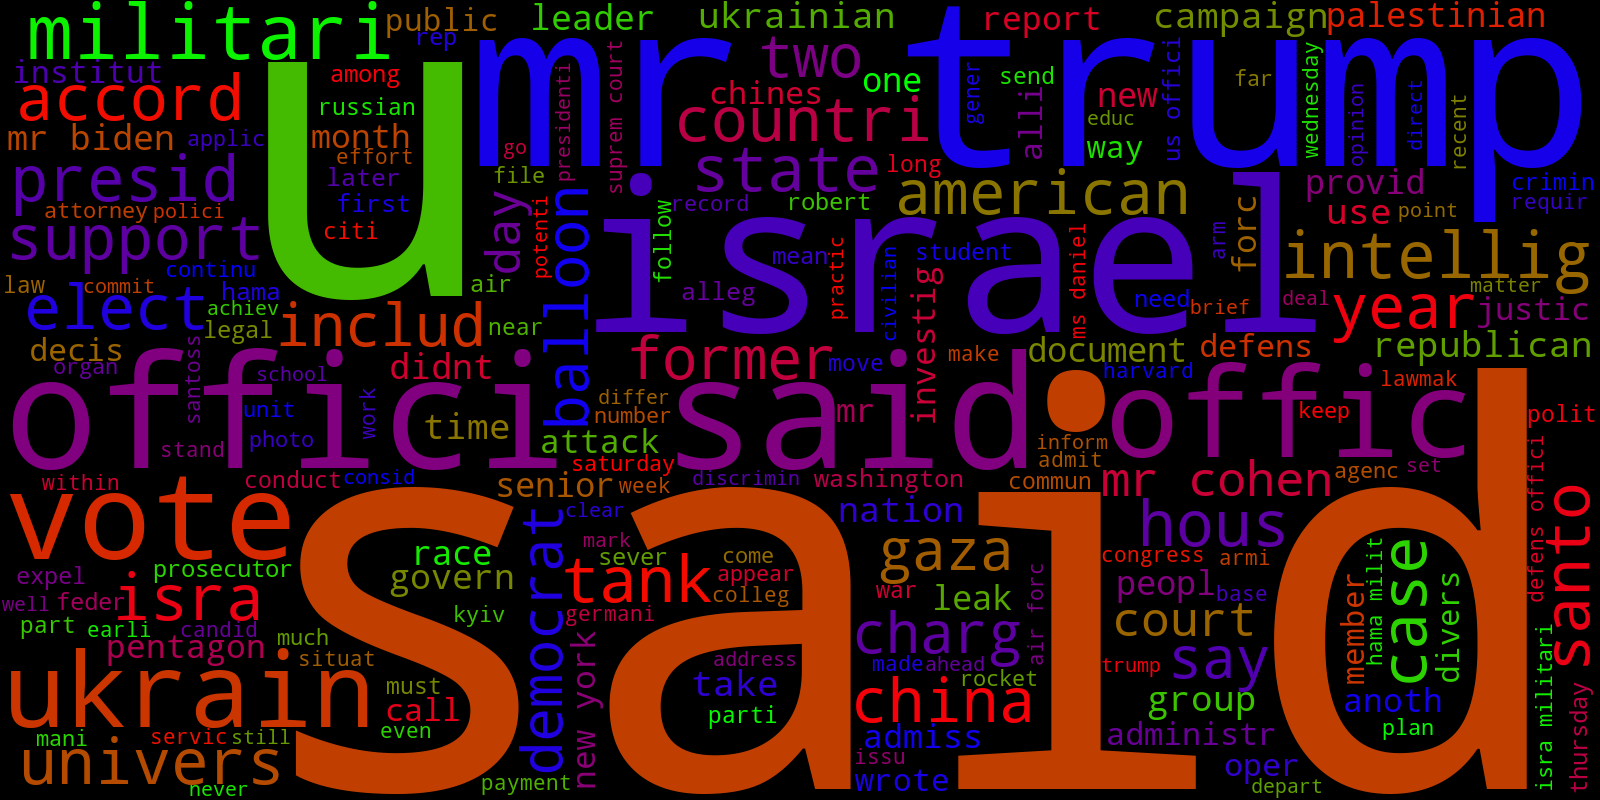 militari
public
rep
leader
ukrainian
report
campaign
palestinian
institut
among
u
mr trump
two
one
send
far
wednesday
accord
russian
chines
new
educ
us offici
gener
alli
opinion
direct
recent
mr biden
applic
month
effort
go
presidenti
suprem court
countri
way
presid
later
file
state
long
american
provid
crimin
requir
attorney
polici
first
citi
day
potenti
balloon
record
robert
use
point
support
follow
israel
forc
arm
intellig
law
continu
commit
hama
achiev
air
mean
student
practic
civilian
alleg
investig
ms daniel
need
brief
deal
matter
elect
legal
includ
near
year
justic
decis
organ
santoss
school
didnt
former
move
make
document
defens
republican
harvard
lawmak
offici said
unit
photo
work
stand
time
differ
number
mr
offic
keep
polit
attack
inform
admit
within
conduct
consid
saturday
senior
week
discrimin
washington
commun
mr cohen
agenc
set
vote
said
clear
nation
hous
defens offici
santo
race
democrat
mark
sever
come
gaza
congress
armi
expel
prosecutor
govern
tank
appear
colleg
war
leak
air forc
peopl
base
member
hama milit
case
divers
well
feder
isra
kyiv
germani
part
earli
candid
court
pentagon
much
situat
new york
address
charg
made
ahead
rocket
trump
say
isra militari
thursday
ukrain
must
call
take
parti
china
group
anoth
plan
mani
servic
still
even
admiss
administr
univers
never
payment
issu
wrote
oper
depart